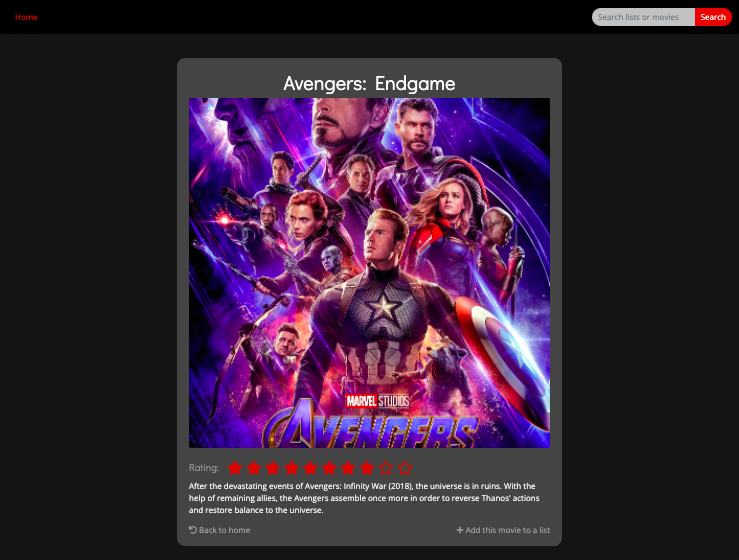 Home
Search lists or movies
Search
Avengers: Endgame
MARVEL STUDIOS
AVENGERS
Rating:
After the devastating events of Avengers: Infinity War (2018), the universe is in ruins. With the
help of remaining allies, the Avengers assemble once more in order to reverse Thanos' actions
and restore balance to the universe.
Back to home
Add this movie to a list